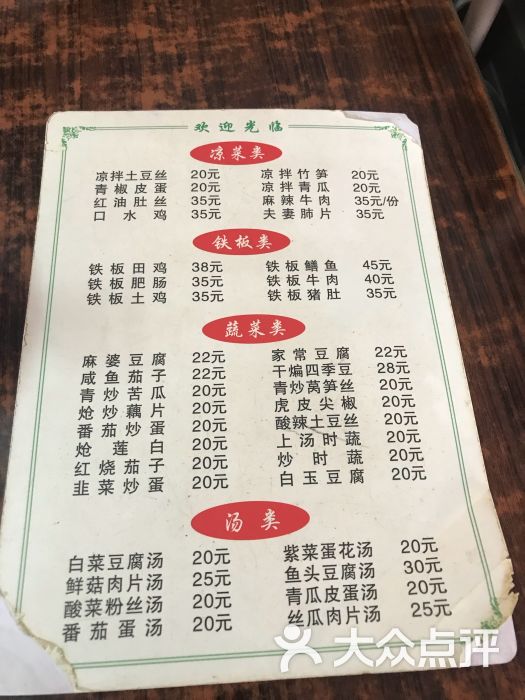 欢迎光临
凉菜类
凉拌土豆丝 20元 凉拌竹笋 20元
青椒皮蛋 20元 凉拌青瓜 20元
红油肚丝 35元 麻辣牛肉 35元/份
口水鸡 35元 夫妻肺片 35元
铁板类
铁板田鸡 38元 铁板鳝鱼 45元
铁板肥肠 35元 铁板牛肉 40元
铁板土鸡 35元 铁板猪肚 35元
蔬菜类
麻婆豆腐 22元 家常豆腐 22元
咸鱼茄子 22元 干煸四季豆 28元
青炒苦瓜 20元 青炒莴笋丝 20元
炝炒藕片 20元 虎皮尖椒 20元
番茄炒蛋 20元 酸辣土豆丝 20元
炝莲白 20元 上汤时蔬 20元
红烧茄子 20元 炒时蔬 20元
韭菜炒蛋 20元 白玉豆腐 20元
汤类
白菜豆腐汤 20元 紫菜蛋花汤 20元
鲜菇肉片汤 25元 鱼头豆腐汤 30元
酸菜粉丝汤 20元 青瓜皮蛋汤 20元
番茄蛋汤 20元 丝瓜肉片汤 25元
大众点评